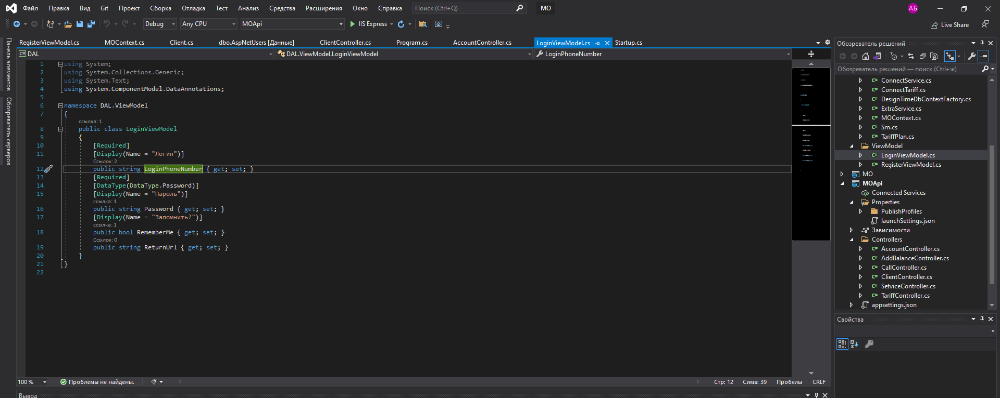 Файл Правка Вид Git Проект Сборка Отладка Тест Анализ Средства Расширения Окно Справка Поиск (Ctrl+Q) MO АБ
Debug Any CPU MOApi IIS Express Live Share
RegisterViewModel.cs MOContext.cs Client.cs dbo.AspNetUsers [Данные] ClientController.cs Program.cs AccountController.cs LoginViewModel.cs Startup.cs
DAL DAL.ViewModel.LoginViewModel LoginPhoneNumber
Панель элементов
Обозреватель серверов
1 using System;
2 using System.Collections.Generic;
3 using System.Text;
4 using System.ComponentModel.DataAnnotations;
5
6 namespace DAL.ViewModel
7 {
ссылка: 1
8 public class LoginViewModel
9 {
10 [Required]
11 [Display(Name = "Логин")]
Ссылок: 2
12 public string LoginPhoneNumber { get; set; }
13 [Required]
14 [DataType(DataType.Password)]
15 [Display(Name = "Пароль")]
ссылка: 1
16 public string Password { get; set; }
17 [Display(Name = "Запомнить?")]
ссылка: 1
18 public bool RememberMe { get; set; }
Ссылок: 0
19 public string ReturnUrl { get; set; }
20 }
21 }
22
100 % Проблемы не найдены. Стр: 12 Симв: 39 Пробелы CRLF
Вывод
Обозреватель решений
Обозреватель решений — поиск (Ctrl+ж)
C# ConnectService.cs
C# ConnectTariff.cs
C# DesignTimeDbContextFactory.cs
C# ExtraService.cs
C# MOContext.cs
C# Sm.cs
C# TariffPlan.cs
ViewModel
C# LoginViewModel.cs
C# RegisterViewModel.cs
MO
MOApi
Connected Services
Properties
PublishProfiles
launchSettings.json
Зависимости
Controllers
C# AccountController.cs
C# AddBalanceController.cs
C# CallController.cs
C# ClientController.cs
C# SetviceController.cs
C# TariffController.cs
appsettings.json
Свойства